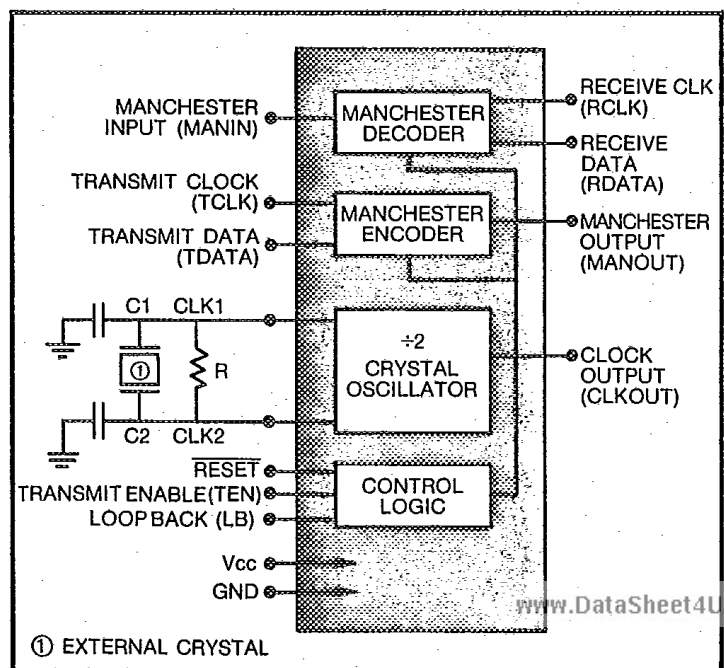 MANCHESTER
INPUT (MANIN)
TRANSMIT CLOCK
(TCLK)
TRANSMIT DATA
(TDATA)
C1
CLK1
①
R
C2
CLK2
RESET
TRANSMIT ENABLE (TEN)
LOOP BACK (LB)
Vcc
GND
MANCHESTER
DECODER
MANCHESTER
ENCODER
÷2
CRYSTAL
OSCILLATOR
CONTROL
LOGIC
RECEIVE CLK
(RCLK)
RECEIVE
DATA
(RDATA)
MANCHESTER
OUTPUT
(MANOUT)
CLOCK
OUTPUT
(CLKOUT)
www.DataSheet4U
① EXTERNAL CRYSTAL